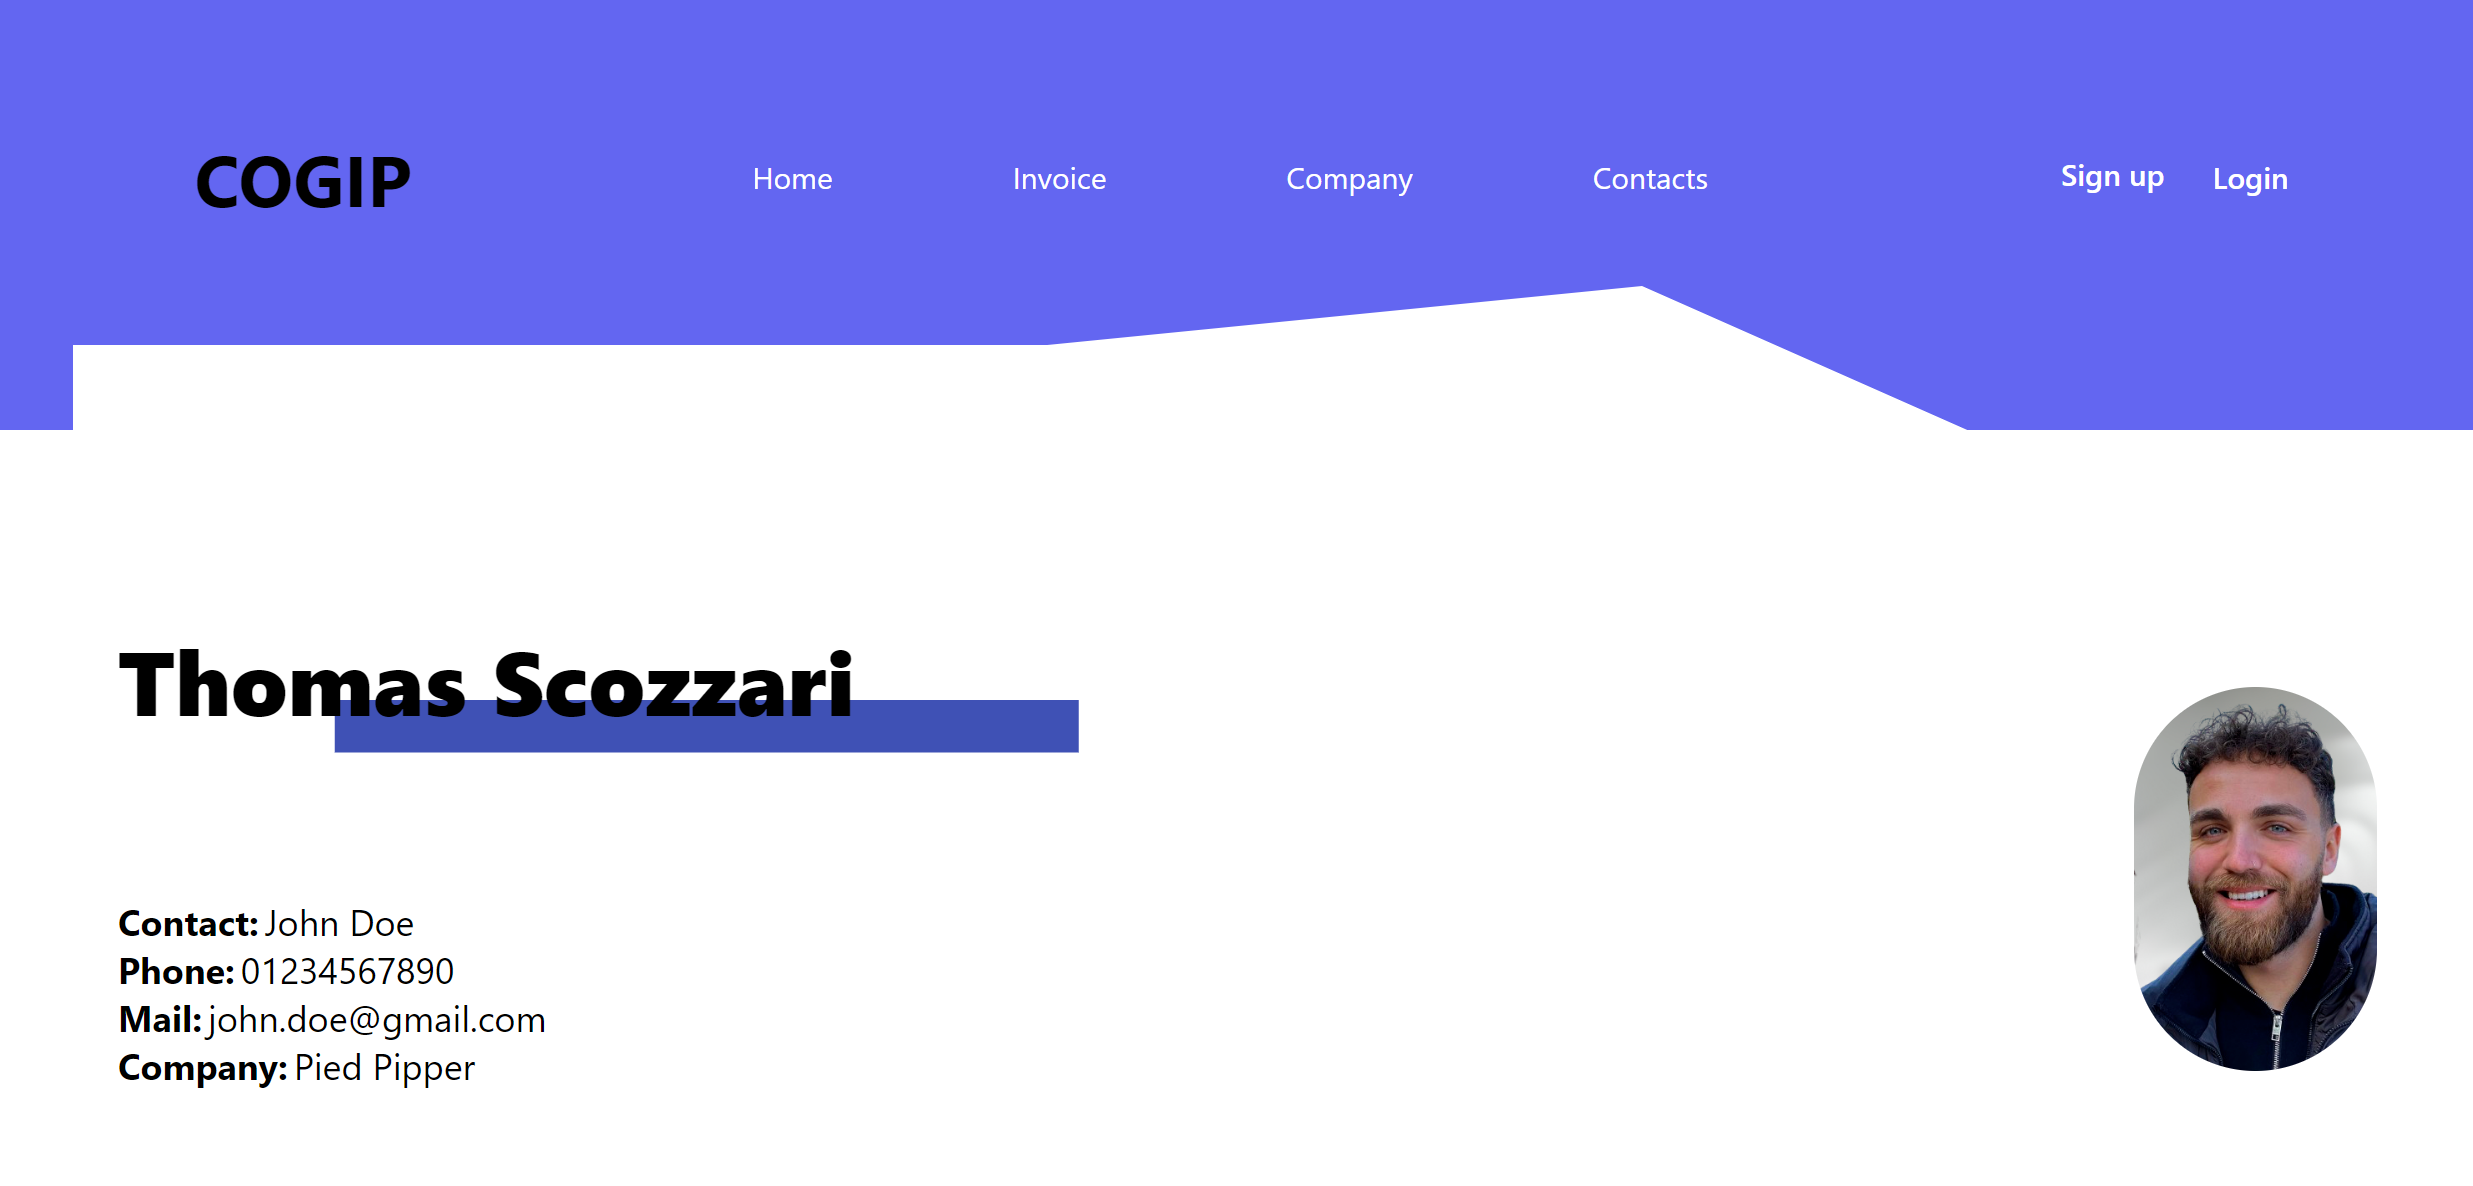 COGIP
Home Invoice Company Contacts
Sign up Login
Thomas Scozzari
Contact: John Doe
Phone: 01234567890
Mail: john.doe@gmail.com
Company: Pied Pipper